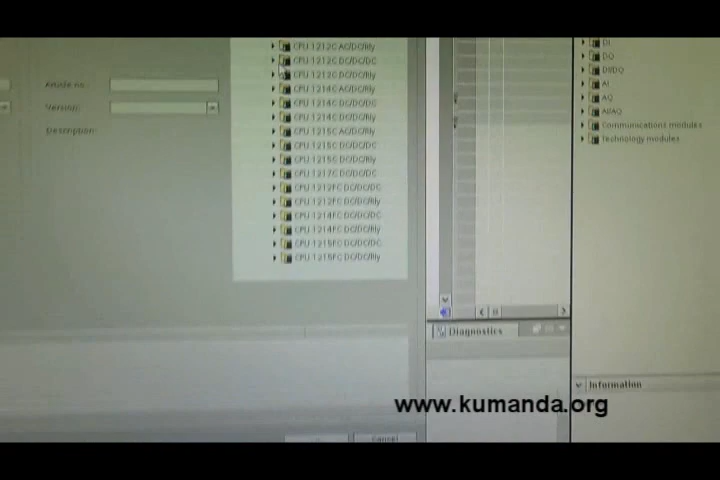 CPU 1212C AC/DC/Rly
CPU 1212C DC/DC/DC
CPU 1212C DC/DC/Rly
CPU 1214C AC/DC/Rly
CPU 1214C DC/DC/DC
CPU 1214C DC/DC/Rly
CPU 1215C AC/DC/Rly
CPU 1215C DC/DC/DC
CPU 1215C DC/DC/Rly
CPU 1217C DC/DC/DC
CPU 1212FC DC/DC/DC
CPU 1212FC DC/DC/Rly
CPU 1214FC DC/DC/DC
CPU 1214FC DC/DC/Rly
CPU 1215FC DC/DC/DC
CPU 1215FC DC/DC/Rly
Article no.:
Version:
Description:
DI
DQ
DI/DQ
AI
AQ
AI/AQ
Communications modules
Technology modules
Diagnostics
Information
Cancel
www.kumanda.org